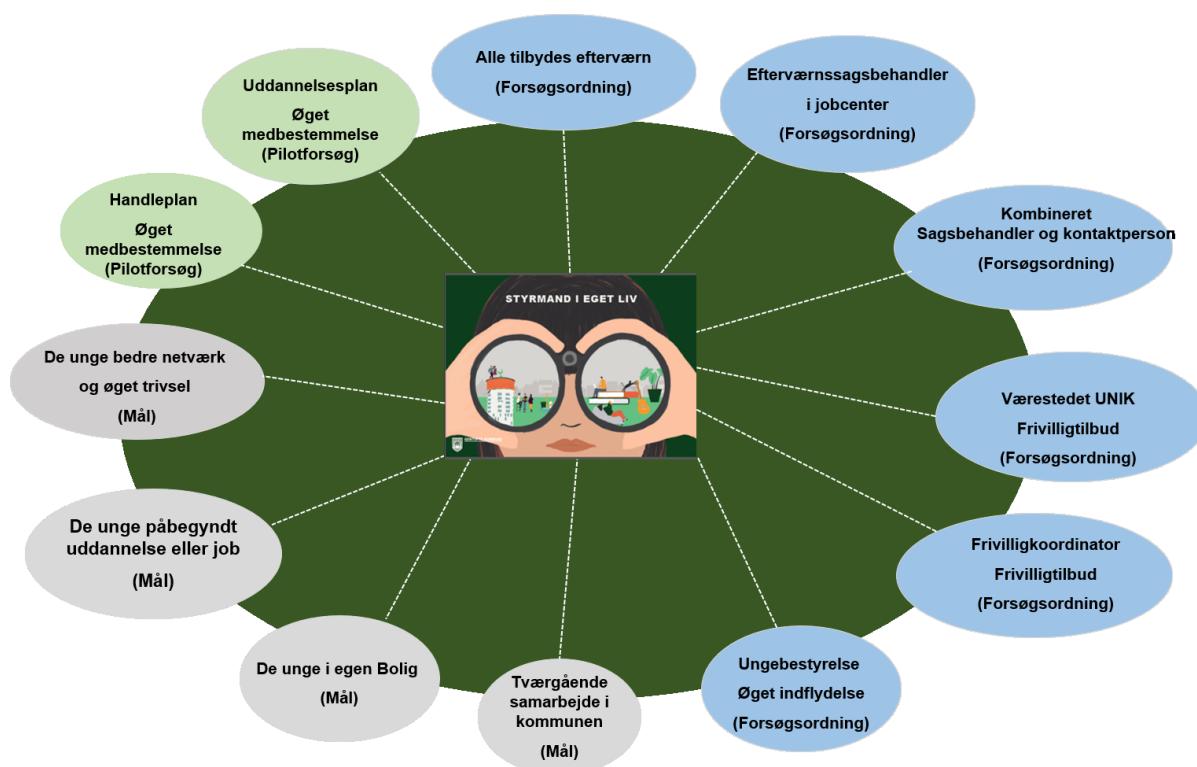 Alle tilbydes efterværn
(Forsøgsordning)
Efterværnssagsbehandler
i jobcenter
(Forsøgsordning)
Kombineret
Sagsbehandler og kontaktperson
(Forsøgsordning)
Værestedet UNIK
Frivilligtilbud
(Forsøgsordning)
Frivilligkoordinator
Frivilligtilbud
(Forsøgsordning)
Ungebestyrelse
Øget indflydelse
(Forsøgsordning)
Tværgående
samarbejde i
kommunen
(Mål)
De unge i egen Bolig
(Mål)
De unge påbegyndt
uddannelse eller job
(Mål)
De unge bedre netværk
og øget trivsel
(Mål)
Handleplan
Øget
medbestemmelse
(Pilotforsøg)
Uddannelsesplan
Øget
medbestemmelse
(Pilotforsøg)
STYRMAND I EGET LIV